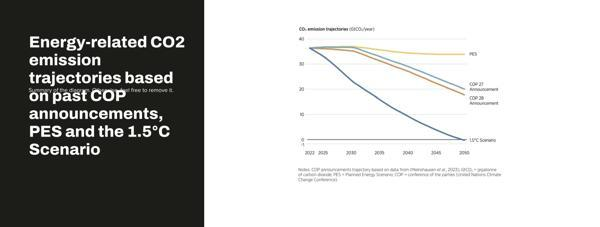 Energy-related CO2
emission
trajectories based
on past COP
announcements,
PES and the 1.5°C
Scenario
Summary of the diagram. free to remove it.
CO₂ emission trajectories (GtCO₂/year)
40
30
20
10
0
-1
2022 2025 2030 2035 2040 2045 2050
PES
COP 27
Announcement
COP 28
Announcement
1.5°C Scenario
Notes: COP announcements trajectory based on data from (Meinshausen et al., 2023); GtCO₂ = gigatonne
of carbon dioxide; PES = Planned Energy Scenario; COP = conference of the parties (United Nations Climate
Change Conference).